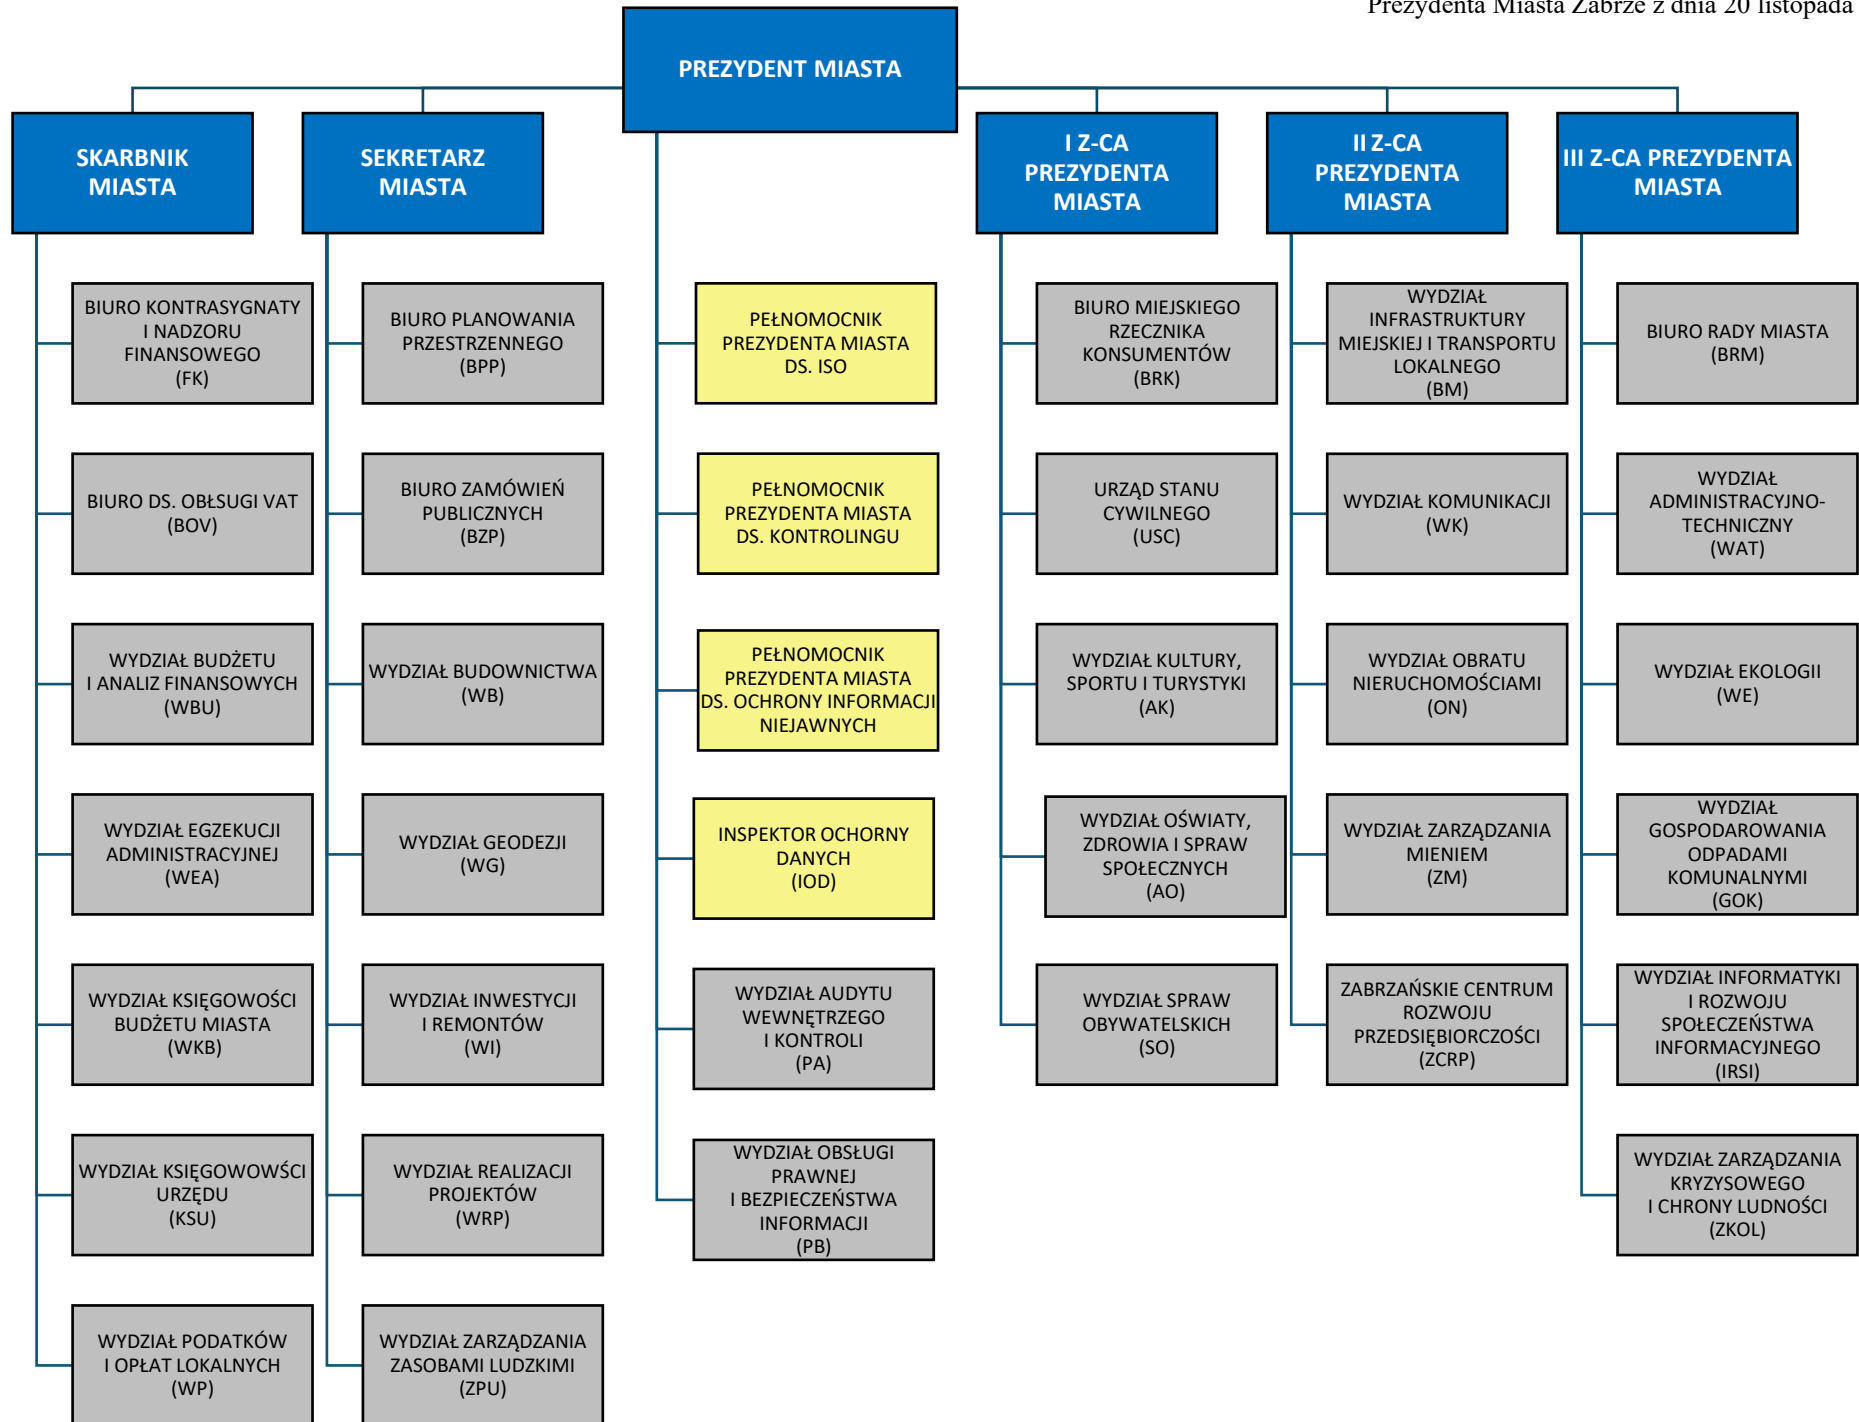 Prezydenta Miasta Zabrze z dnia 20 listopada
PREZYDENT MIASTA
SKARBNIK
MIASTA
SEKRETARZ
MIASTA
I Z-CA
PREZYDENTA
MIASTA
II Z-CA
PREZYDENTA
MIASTA
III Z-CA PREZYDENTA
MIASTA
BIURO KONTRASYGNATY
I NADZORU
FINANSOWEGO
(FK)
BIURO DS. OBŁSUGI VAT
(BOV)
WYDZIAŁ BUDŻETU
I ANALIZ FINANSOWYCH
(WBU)
WYDZIAŁ EGZEKUCJI
ADMINISTRACYJNEJ
(WEA)
WYDZIAŁ KSIĘGOWOŚCI
BUDŻETU MIASTA
(WKB)
WYDZIAŁ KSIĘGOWOWŚCI
URZĘDU
(KSU)
WYDZIAŁ PODATKÓW
I OPŁAT LOKALNYCH
(WP)
BIURO PLANOWANIA
PRZESTRZENNEGO
(BPP)
BIURO ZAMÓWIEŃ
PUBLICZNYCH
(BZP)
WYDZIAŁ BUDOWNICTWA
(WB)
WYDZIAŁ GEODEZJI
(WG)
WYDZIAŁ INWESTYCJI
I REMONTÓW
(WI)
WYDZIAŁ REALIZACJI
PROJEKTÓW
(WRP)
WYDZIAŁ ZARZĄDZANIA
ZASOBAMI LUDZKIMI
(ZPU)
PEŁNOMOCNIK
PREZYDENTA MIASTA
DS. ISO
PEŁNOMOCNIK
PREZYDENTA MIASTA
DS. KONTROLINGU
PEŁNOMOCNIK
PREZYDENTA MIASTA
DS. OCHRONY INFORMACJI
NIEJAWNYCH
INSPEKTOR OCHORNY
DANYCH
(IOD)
WYDZIAŁ AUDYTU
WEWNĘTRZEGO
I KONTROLI
(PA)
WYDZIAŁ OBSŁUGI
PRAWNEJ
I BEZPIECZEŃSTWA
INFORMACJI
(PB)
BIURO MIEJSKIEGO
RZECZNIKA
KONSUMENTÓW
(BRK)
URZĄD STANU
CYWILNEGO
(USC)
WYDZIAŁ KULTURY,
SPORTU I TURYSTYKI
(AK)
WYDZIAŁ OŚWIATY,
ZDROWIA I SPRAW
SPOŁECZNYCH
(AO)
WYDZIAŁ SPRAW
OBYWATELSKICH
(SO)
WYDZIAŁ
INFRASTRUKTURY
MIEJSKIEJ I TRANSPORTU
LOKALNEGO
(BM)
WYDZIAŁ KOMUNIKACJI
(WK)
WYDZIAŁ OBRATU
NIERUCHOMOŚCIAMI
(ON)
WYDZIAŁ ZARZĄDZANIA
MIENIEM
(ZM)
ZABRZAŃSKIE CENTRUM
ROZWOJU
PRZEDSIĘBIORCZOŚCI
(ZCRP)
BIURO RADY MIASTA
(BRM)
WYDZIAŁ
ADMINISTRACYJNO-
TECHNICZNY
(WAT)
WYDZIAŁ EKOLOGII
(WE)
WYDZIAŁ
GOSPODAROWANIA
ODPADAMI
KOMUNALNYMI
(GOK)
WYDZIAŁ INFORMATYKI
I ROZWOJU
SPOŁECZEŃSTWA
INFORMACYJNEGO
(IRSI)
WYDZIAŁ ZARZĄDZANIA
KRYZYSOWEGO
I CHRONY LUDNOŚCI
(ZKOL)